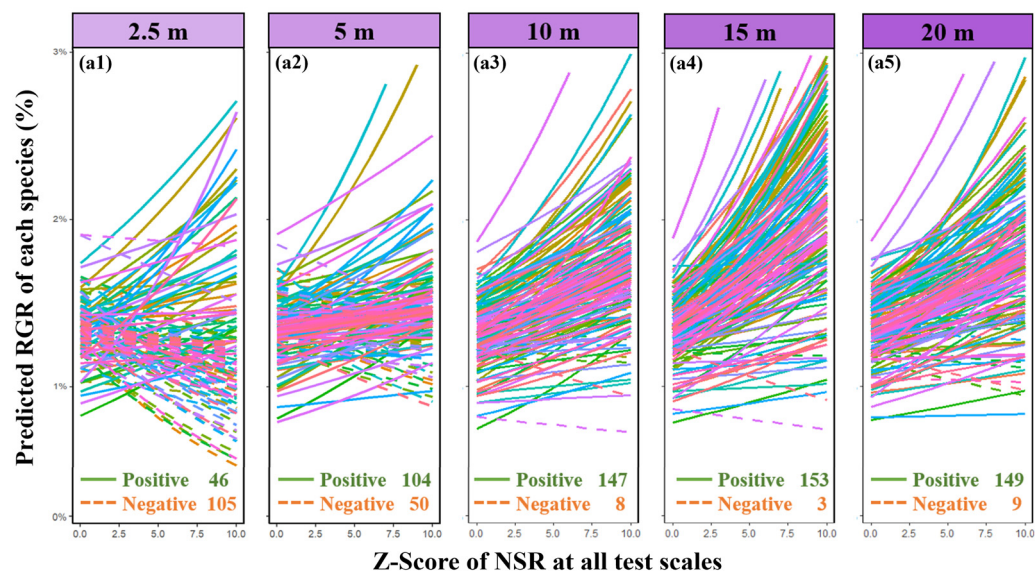 2.5 m
5 m
10 m
15 m
20 m
(a1)
(a2)
(a3)
(a4)
(a5)
Predicted RGR of each species (%)
3%
2%
1%
0%
Positive 46
Negative 105
Positive 104
Negative 50
Positive 147
Negative 8
Positive 153
Negative 3
Positive 149
Negative 9
0.0 2.5 5.0 7.5 10.0
0.0 2.5 5.0 7.5 10.0
0.0 2.5 5.0 7.5 10.0
0.0 2.5 5.0 7.5 10.0
0.0 2.5 5.0 7.5 10.0
Z-Score of NSR at all test scales